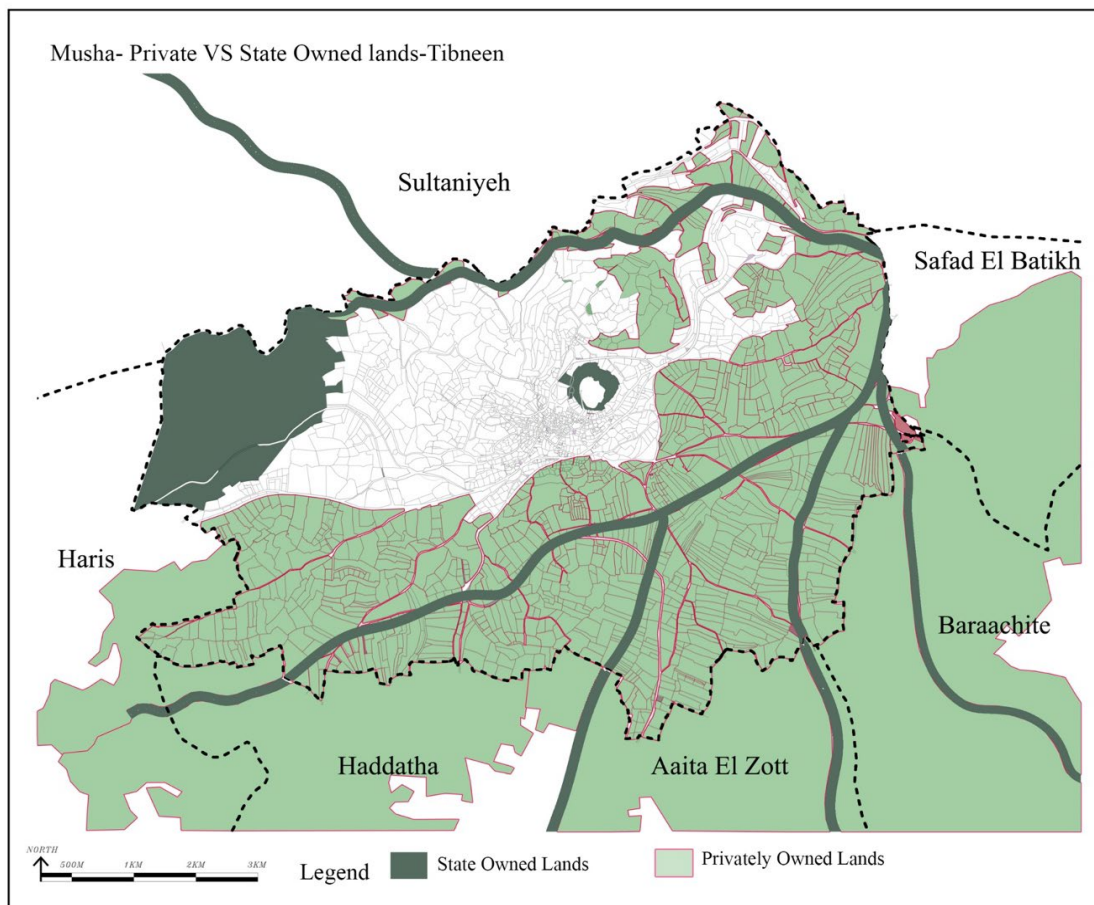 Musha- Private VS State Owned lands-Tibneen
Sultaniyeh
Safad El Batikh
Haris
Baraachite
Haddatha
Aaita El Zott
NORTH
500M 1KM 2KM 3KM
Legend
State Owned Lands
Privately Owned Lands